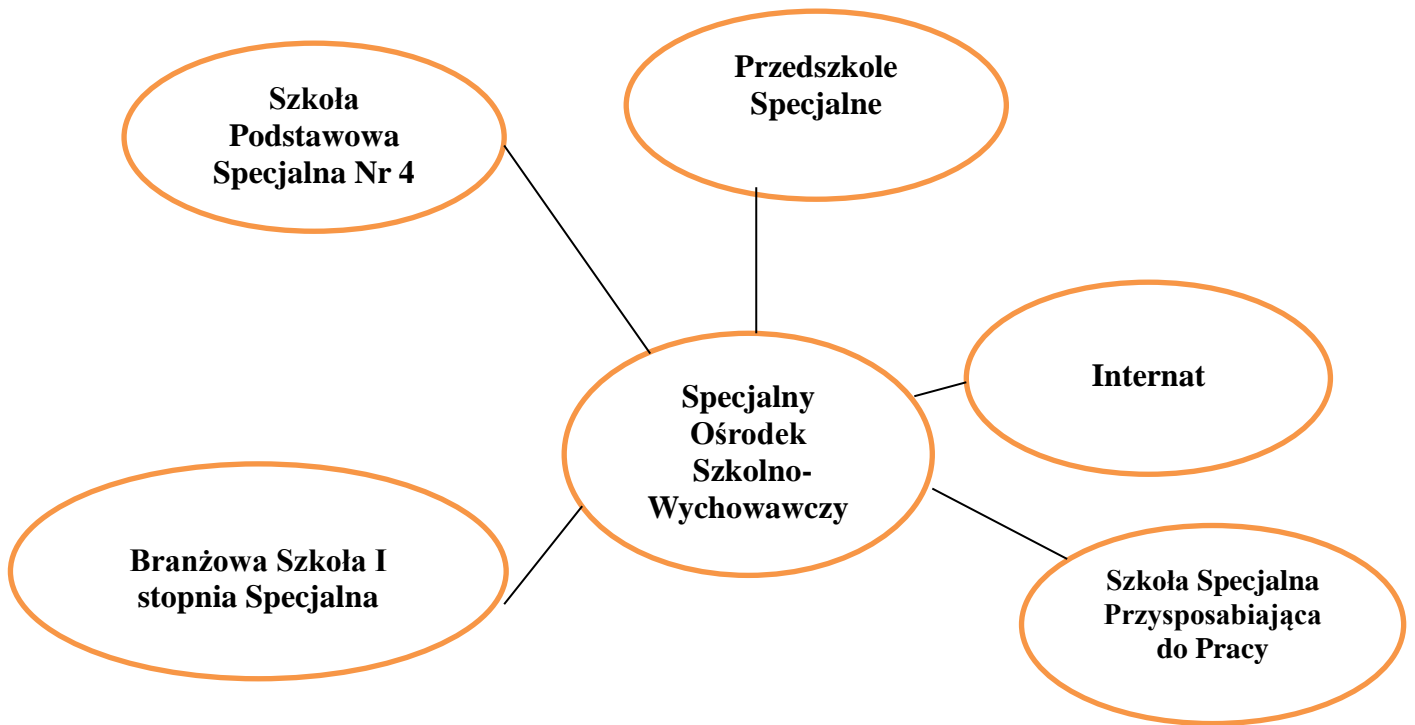 Szkoła
Podstawowa
Specjalna Nr 4
Przedszkole
Specjalne
Internat
Specjalny
Ośrodek
Szkolno-
Wychowawczy
Branżowa Szkoła I
stopnia Specjalna
Szkoła Specjalna
Przysposabiająca
do Pracy